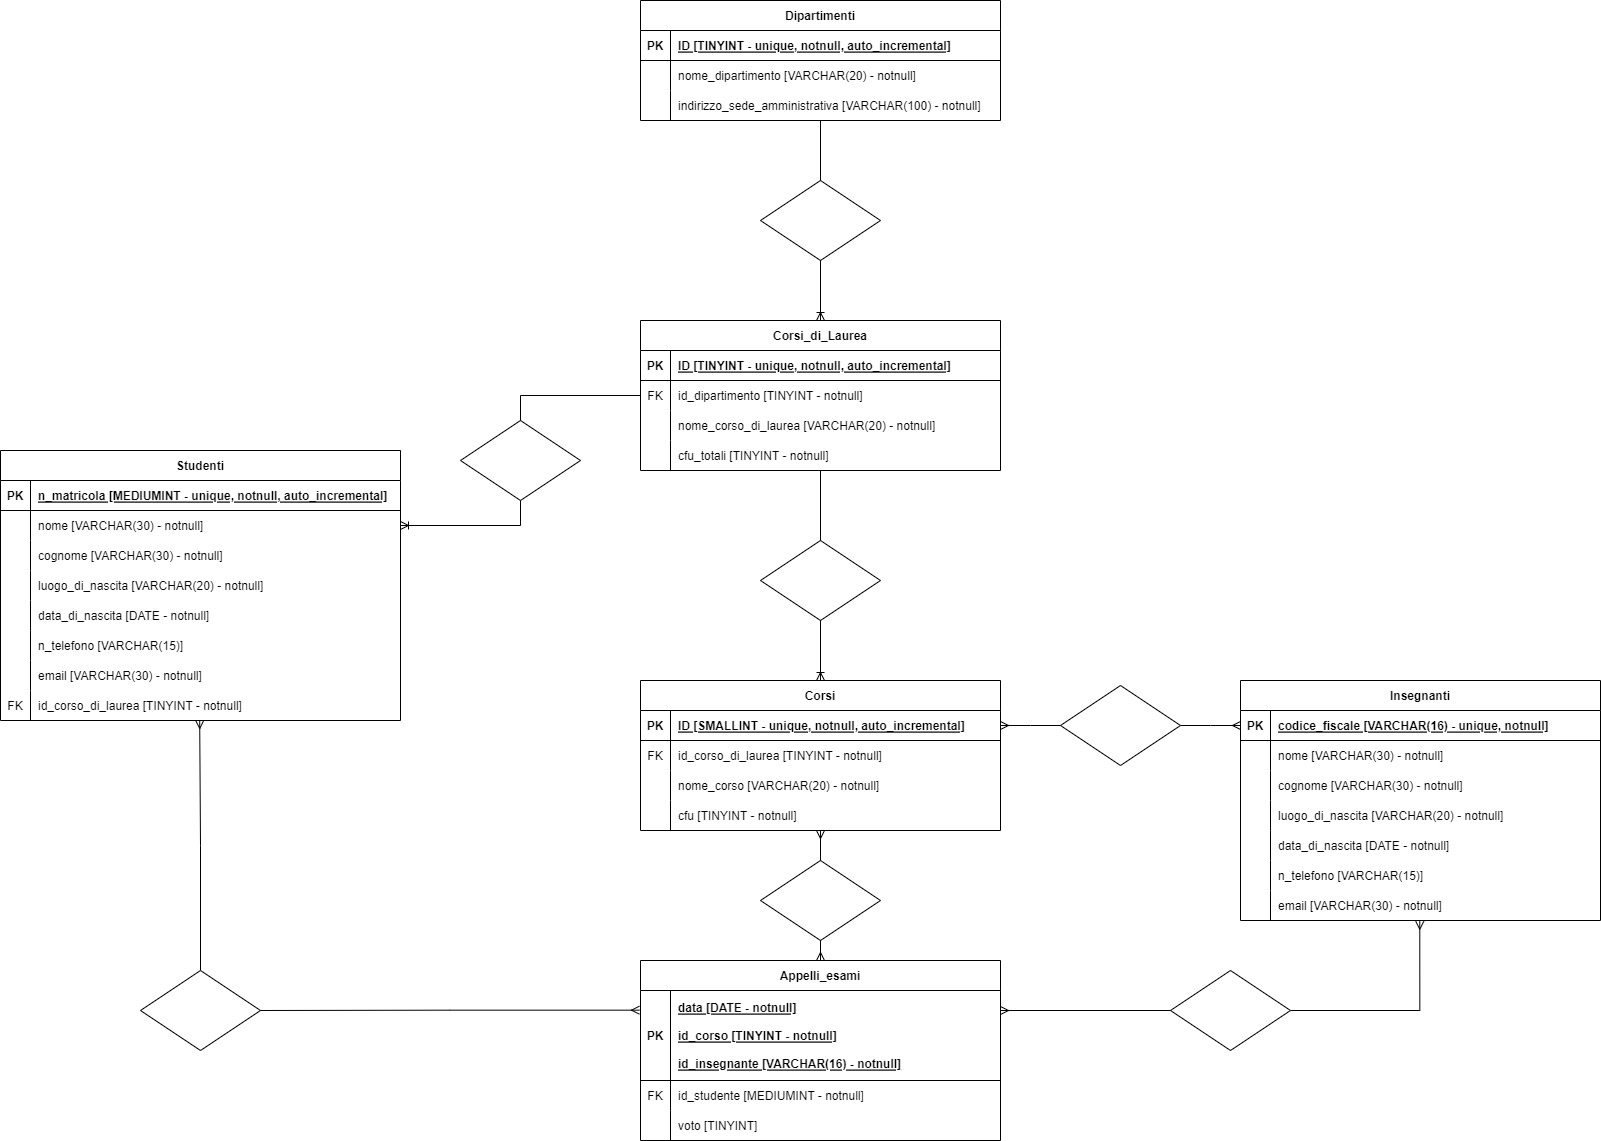 Dipartimenti
PK ID [TINYINT - unique, notnull, auto_incremental]
nome_dipartimento [VARCHAR(20) - notnull]
indirizzo_sede_amministrativa [VARCHAR(100) - notnull]
Corsi_di_Laurea
PK ID [TINYINT - unique, notnull, auto_incremental]
FK id_dipartimento [TINYINT - notnull]
nome_corso_di_laurea [VARCHAR(20) - notnull]
cfu_totali [TINYINT - notnull]
Studenti
PK n_matricola [MEDIUMINT - unique, notnull, auto_incremental]
nome [VARCHAR(30) - notnull]
cognome [VARCHAR(30) - notnull]
luogo_di_nascita [VARCHAR(20) - notnull]
data_di_nascita [DATE - notnull]
n_telefono [VARCHAR(15)]
email [VARCHAR(30) - notnull]
FK id_corso_di_laurea [TINYINT - notnull]
Corsi
PK ID [SMALLINT - unique, notnull, auto_incremental]
FK id_corso_di_laurea [TINYINT - notnull]
nome_corso [VARCHAR(20) - notnull]
cfu [TINYINT - notnull]
Insegnanti
PK codice_fiscale [VARCHAR(16) - unique, notnull]
nome [VARCHAR(30) - notnull]
cognome [VARCHAR(30) - notnull]
luogo_di_nascita [VARCHAR(20) - notnull]
data_di_nascita [DATE - notnull]
n_telefono [VARCHAR(15)]
email [VARCHAR(30) - notnull]
Appelli_esami
data [DATE - notnull]
PK id_corso [TINYINT - notnull]
id_insegnante [VARCHAR(16) - notnull]
FK id_studente [MEDIUMINT - notnull]
voto [TINYINT]